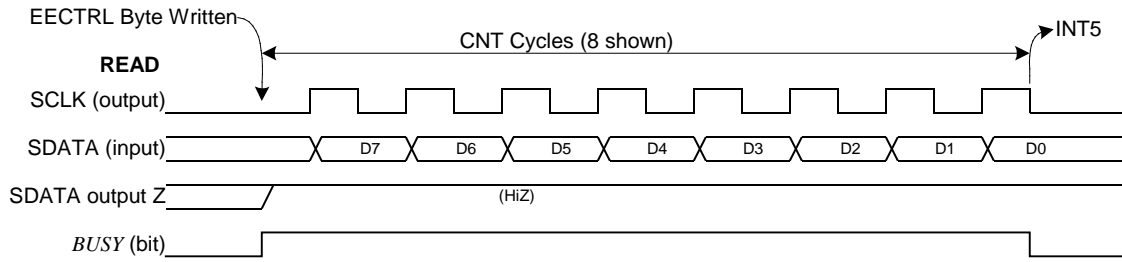 EECTRL Byte Written
CNT Cycles (8 shown)
INT5
READ
SCLK (output)
SDATA (input)
D7 D6 D5 D4 D3 D2 D1 D0
SDATA output Z
(HiZ)
BUSY (bit)